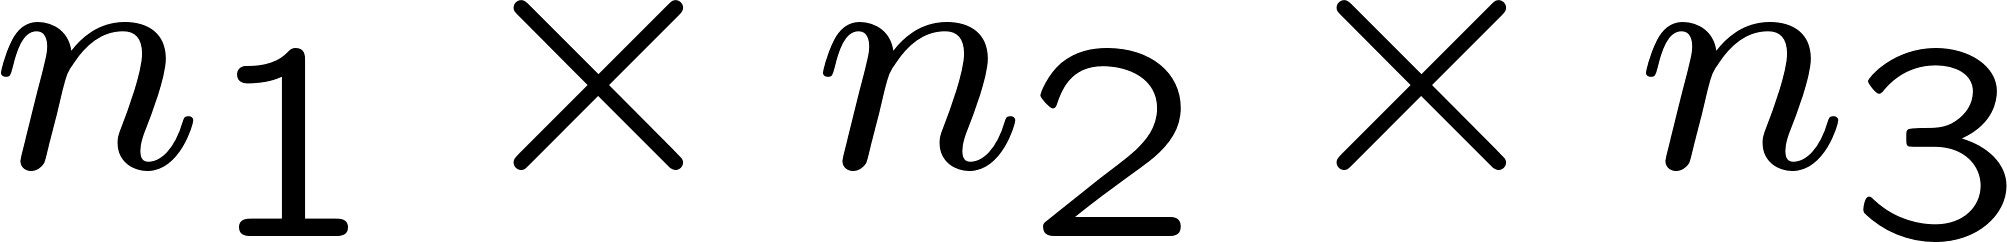 n₁ × n₂ × n₃